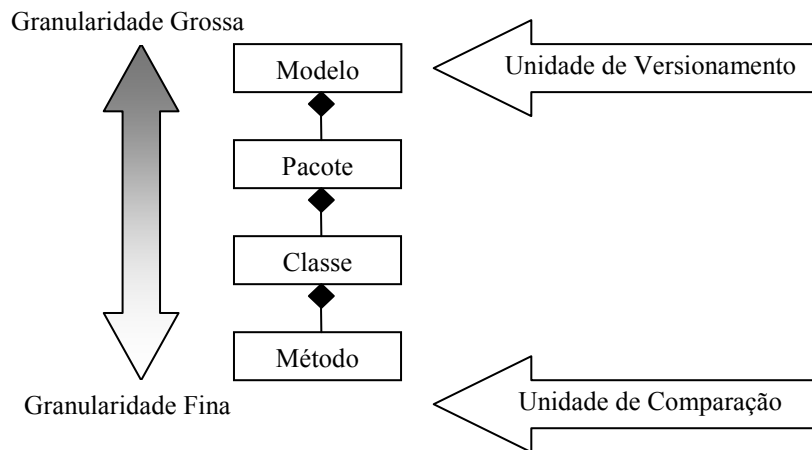 Granularidade Grossa
Modelo
Unidade de Versionamento
Pacote
Classe
Método
Granularidade Fina
Unidade de Comparação